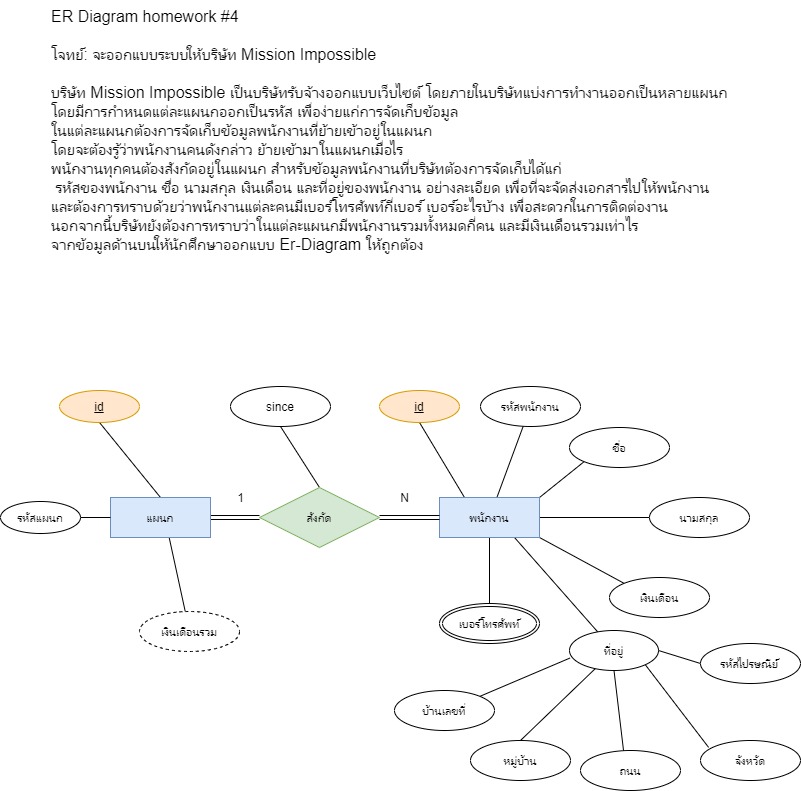 ER Diagram homework #4
โจทย์: จะออกแบบระบบให้บริษัท Mission Impossible
บริษัท Mission Impossible เป็นบริษัทรับจ้างออกแบบเว็บไซต์ โดยภายในบริษัทแบ่งการทำงานออกเป็นหลายแผนก
โดยมีการกำหนดแต่ละแผนกออกเป็นรหัส เพื่อง่ายแก่การจัดเก็บข้อมูล
ในแต่ละแผนกต้องการจัดเก็บข้อมูลพนักงานที่ย้ายเข้าอยู่ในแผนก
โดยจะต้องรู้ว่าพนักงานคนดังกล่าว ย้ายเข้ามาในแผนกเมื่อไร
พนักงานทุกคนต้องสังกัดอยู่ในแผนก สำหรับข้อมูลพนักงานที่บริษัทต้องการจัดเก็บได้แก่
รหัสของพนักงาน ชื่อ นามสกุล เงินเดือน และที่อยู่ของพนักงาน อย่างละเอียด เพื่อที่จะจัดส่งเอกสารไปให้พนักงาน
และต้องการทราบด้วยว่าพนักงานแต่ละคนมีเบอร์โทรศัพท์กี่เบอร์ เบอร์อะไรบ้าง เพื่อสะดวกในการติดต่องาน
นอกจากนี้บริษัทยังต้องการทราบว่าในแต่ละแผนกมีพนักงานรวมทั้งหมดกี่คน และมีเงินเดือนรวมเท่าไร
จากข้อมูลด้านบนให้นักศึกษาออกแบบ Er-Diagram ให้ถูกต้อง
id
since
id
รหัสพนักงาน
ชื่อ
รหัสแผนก
แผนก
1
สังกัด
N
พนักงาน
นามสกุล
เงินเดือน
เงินเดือนรวม
เบอร์โทรศัพท์
ที่อยู่
รหัสไปรษณีย์
บ้านเลขที่
หมู่บ้าน
ถนน
จังหวัด